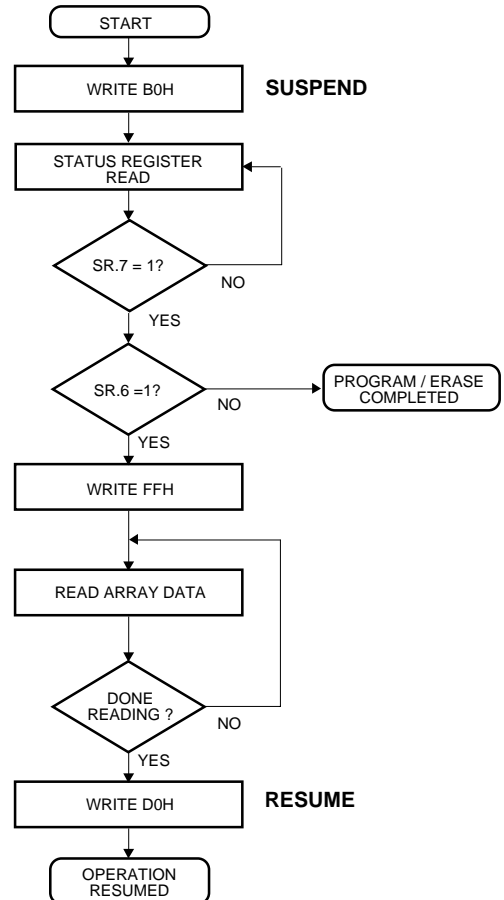 START
WRITE B0H
SUSPEND
STATUS REGISTER
READ
SR.7 = 1?
NO
YES
SR.6 =1?
NO
PROGRAM / ERASE
COMPLETED
YES
WRITE FFH
READ ARRAY DATA
DONE
READING ?
NO
YES
WRITE D0H
RESUME
OPERATION
RESUMED